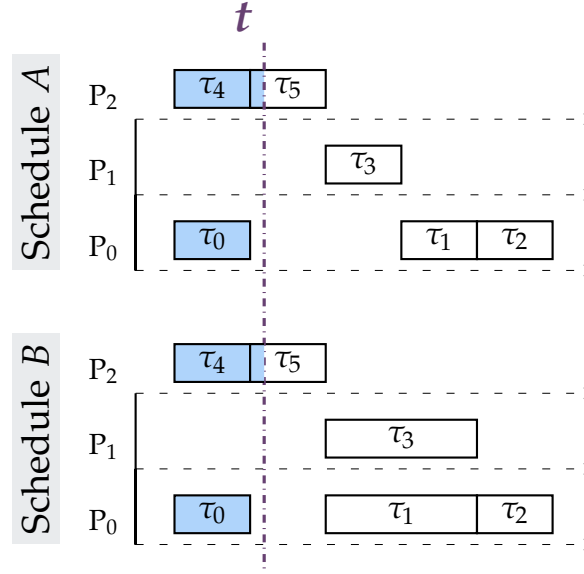 t
Schedule A
P₂ τ₄ τ₅
P₁ τ₃
P₀ τ₀ τ₁ τ₂
Schedule B
P₂ τ₄ τ₅
P₁ τ₃
P₀ τ₀ τ₁ τ₂